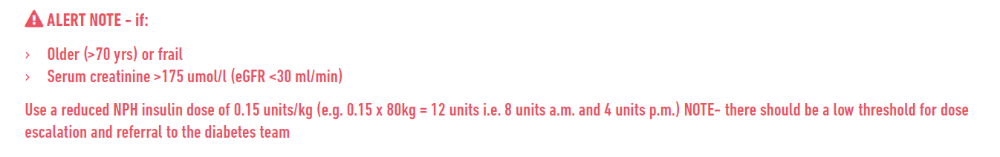 ALERT NOTE - if:
› Older (>70 yrs) or frail
› Serum creatinine >175 umol/l (eGFR <30 ml/min)
Use a reduced NPH insulin dose of 0.15 units/kg (e.g. 0.15 x 80kg = 12 units i.e. 8 units a.m. and 4 units p.m.) NOTE- there should be a low threshold for dose
escalation and referral to the diabetes team